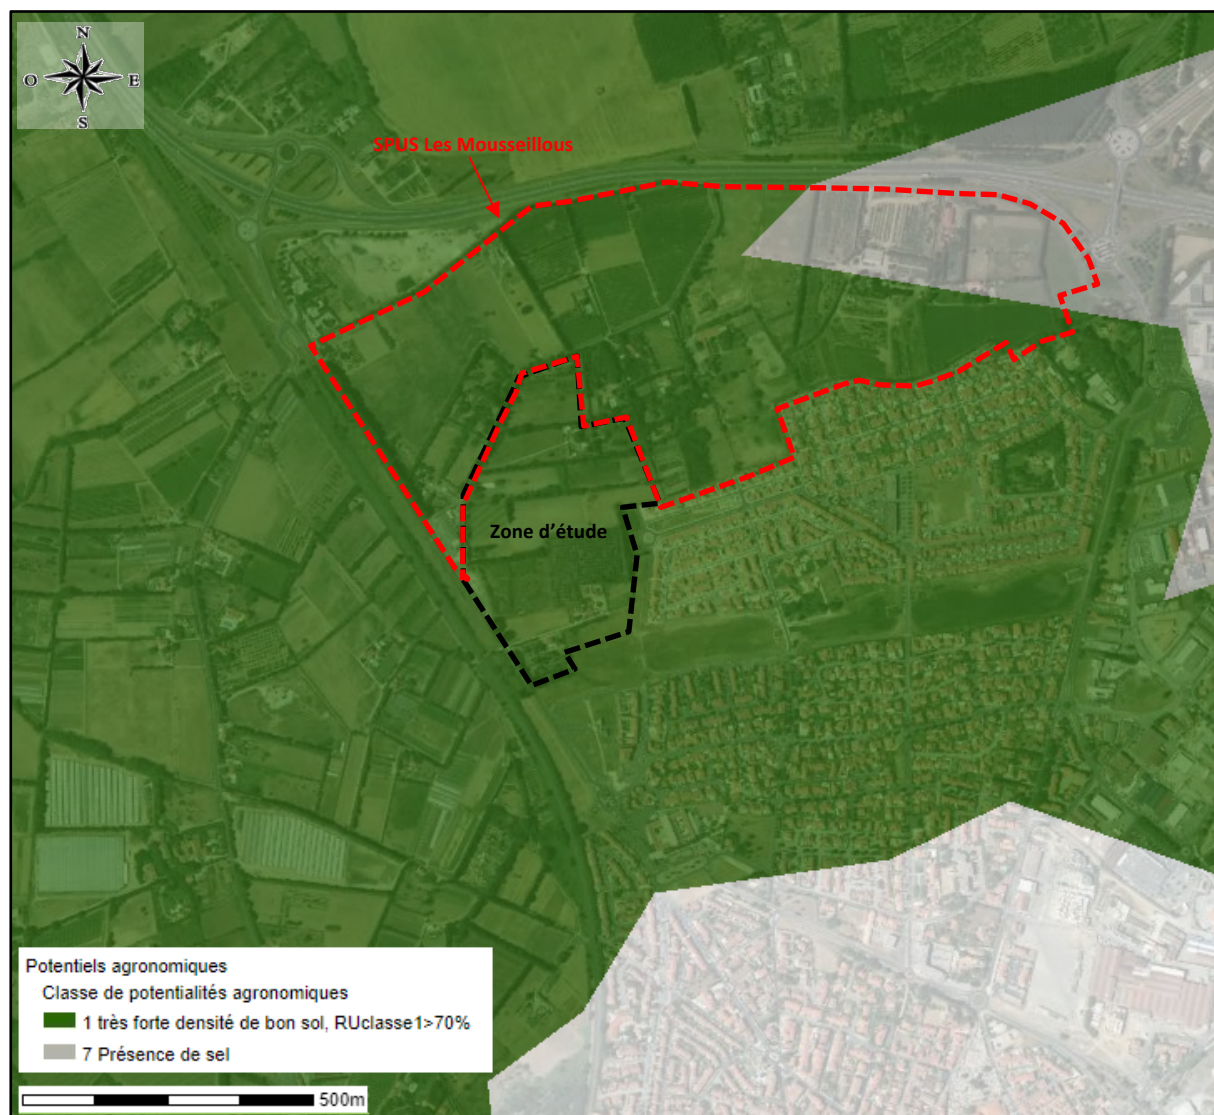 N
O
E
S
SPUS Les Mousseillous
Zone d'étude
Potentiels agronomiques
Classe de potentialités agronomiques
1 très forte densité de bon sol, RUclasse1>70%
7 Présence de sel
500m